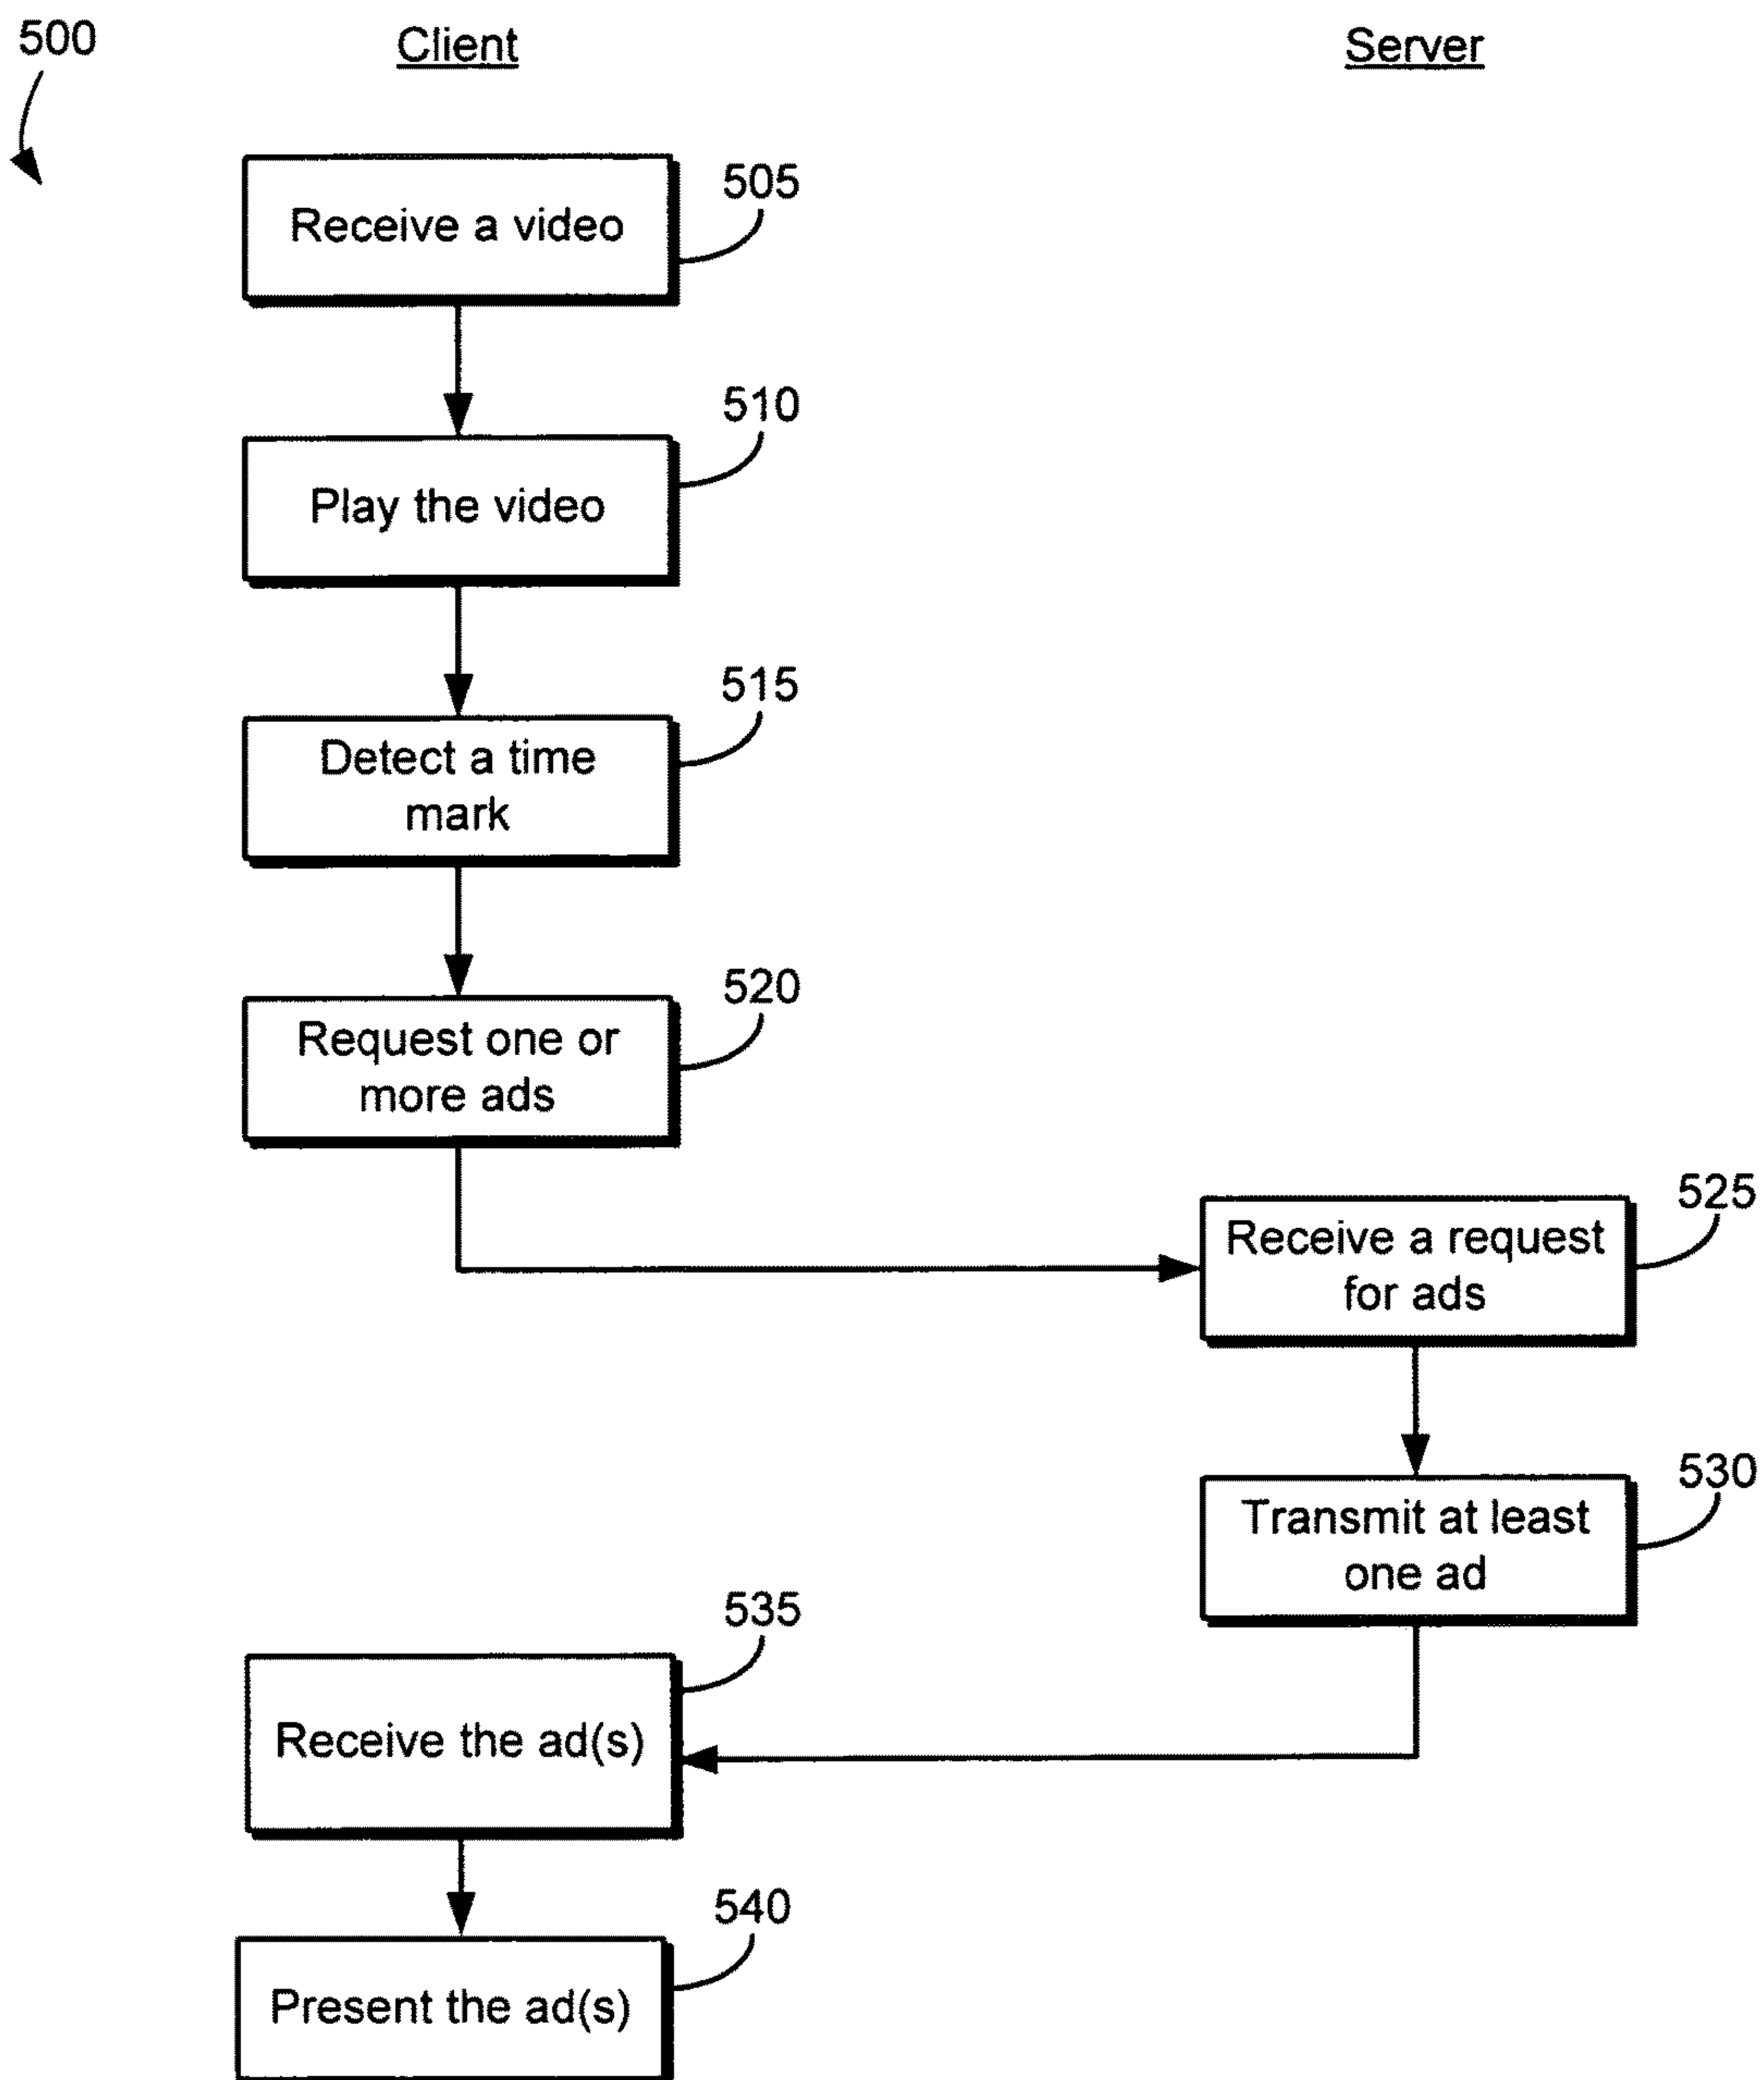 500
Client
Server
Receive a video
505
Play the video
510
Detect a time
mark
515
Request one or
more ads
520
Receive a request
for ads
525
Transmit at least
one ad
530
Receive the ad(s)
535
Present the ad(s)
540